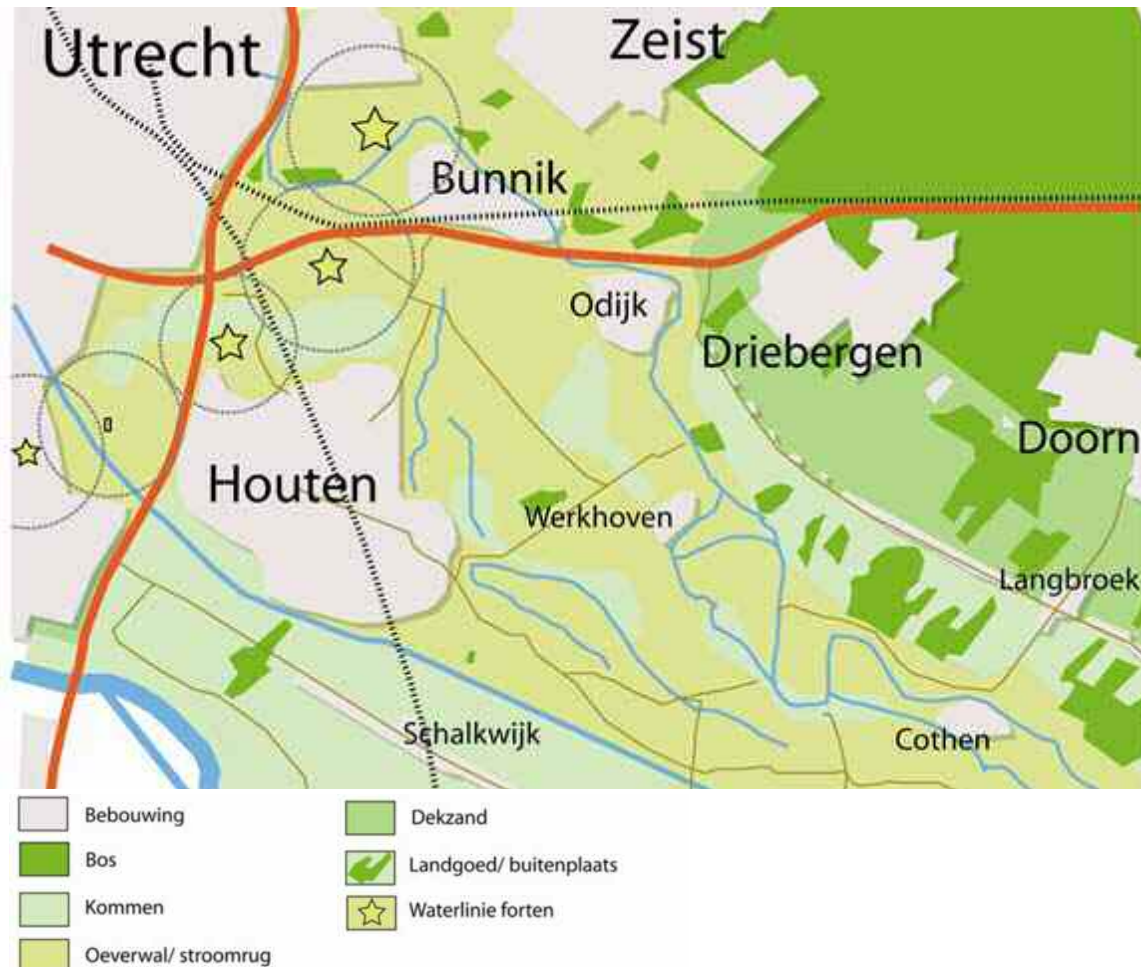 Utrecht
Zeist
Bunnik
Odijk
Driebergen
Doorn
Houten
Werkhoven
Langbroek
Schalkwijk
Cothen
Bebouwing
Bos
Kommen
Oeverwal/ stroomrug
Dekzand
Landgoed/ buitenplaats
Waterlinie forten